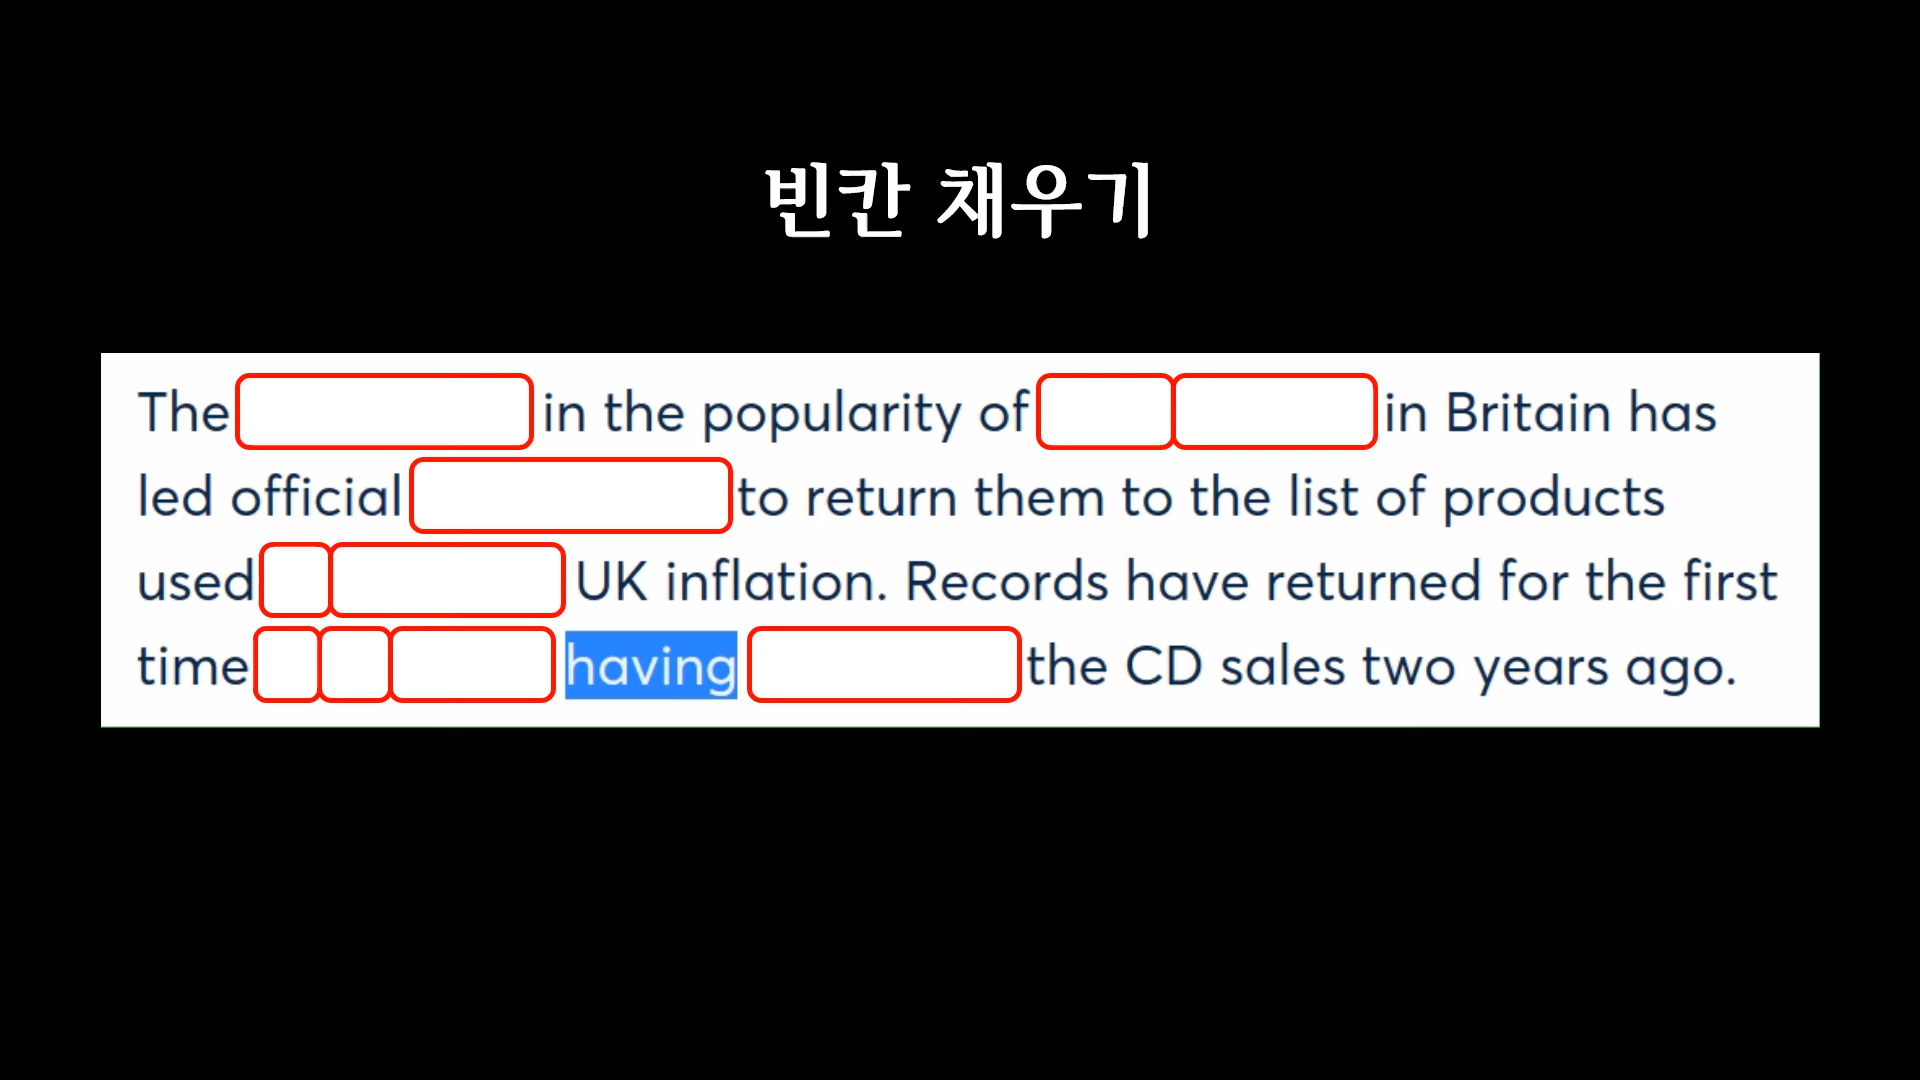 빈칸 채우기
The in the popularity of in Britain has
led official to return them to the list of products
used UK inflation. Records have returned for the first
time having the CD sales two years ago.